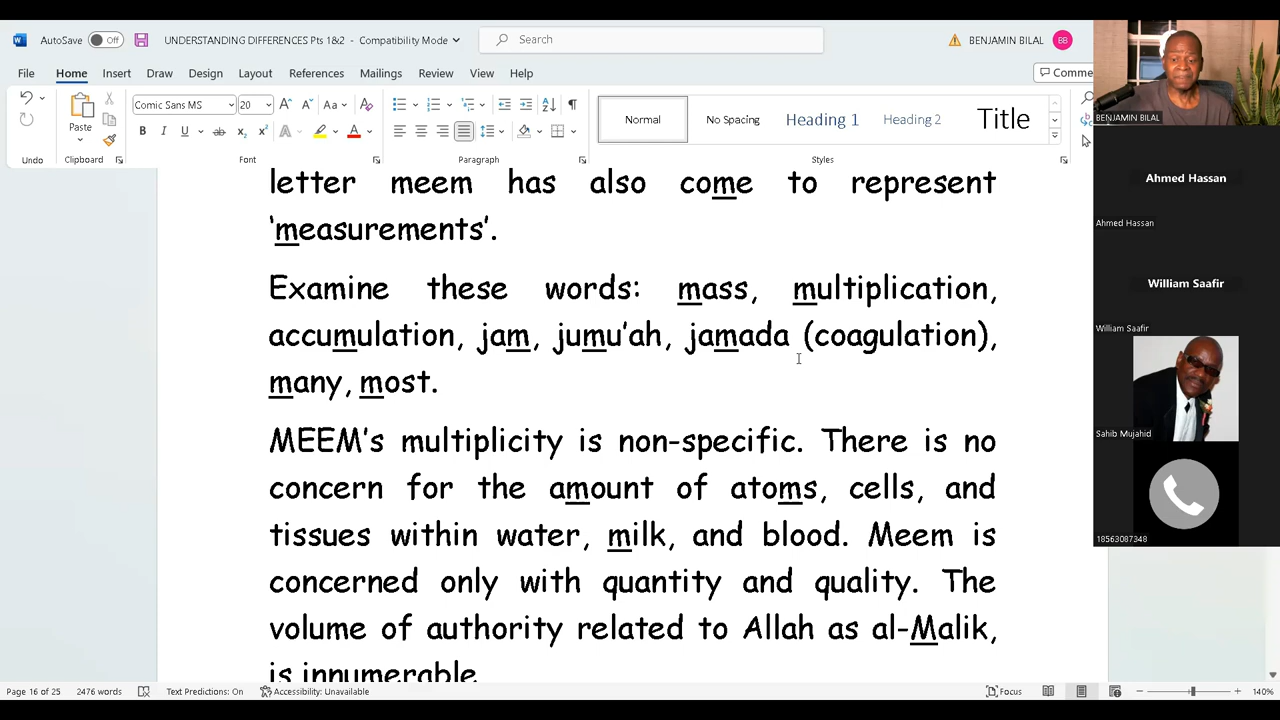 AutoSave Off UNDERSTANDING DIFFERENCES Pts 1&2 - Compatibility Mode Search BENJAMIN BILAL BB
File Home Insert Draw Design Layout References Mailings Review View Help Comme
Comic Sans MS 20 Aa
Paste
Normal No Spacing Heading 1 Heading 2 Title
Undo Clipboard Font Paragraph Styles
letter meem has also come to represent
‘measurements’.
Examine these words: mass, multiplication,
accumulation, jam, jumu’ah, jamada (coagulation),
many, most.
MEEM’s multiplicity is non-specific. There is no
concern for the amount of atoms, cells, and
tissues within water, milk, and blood. Meem is
concerned only with quantity and quality. The
volume of authority related to Allah as al-Malik,
is innumerable
Page 16 of 25 2476 words Text Predictions: On Accessibility: Unavailable Focus 140%
BENJAMIN BILAL
Ahmed Hassan
Ahmed Hassan
William Saafir
William Saafir
Sahib Mujahid
18563087348